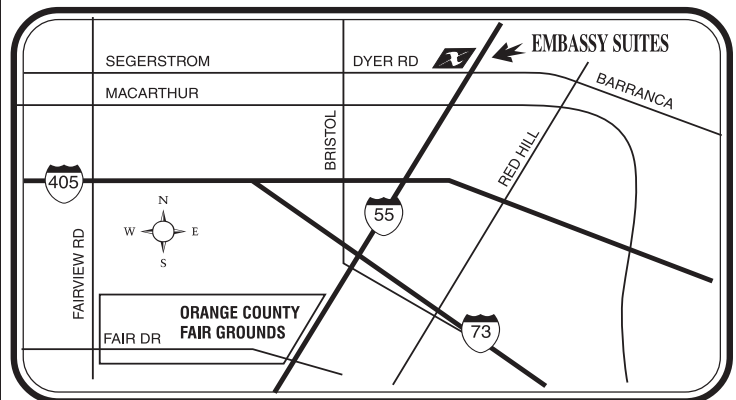 EMBASSY SUITES
SEGERSTROM
DYER RD
MACARTHUR
BARRANCA
BRISTOL
RED HILL
405
55
N
W E
S
FAIRVIEW RD
ORANGE COUNTY
FAIR GROUNDS
FAIR DR
73